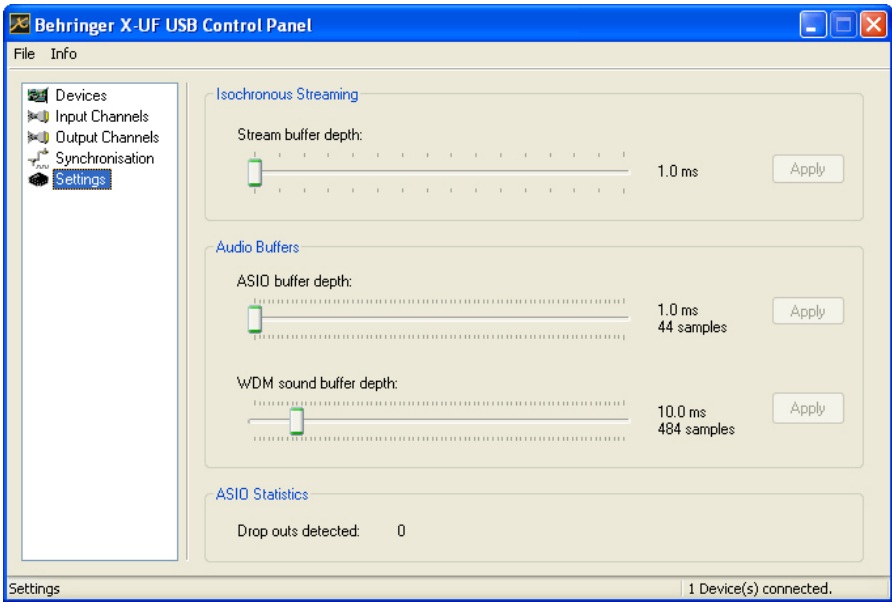 Behringer X-UF USB Control Panel
File Info
Devices
Input Channels
Output Channels
Synchronisation
Settings
Isochronous Streaming
Stream buffer depth:
1.0 ms
Apply
Audio Buffers
ASIO buffer depth:
1.0 ms
44 samples
Apply
WDM sound buffer depth:
10.0 ms
484 samples
Apply
ASIO Statistics
Drop outs detected: 0
Settings
1 Device(s) connected.